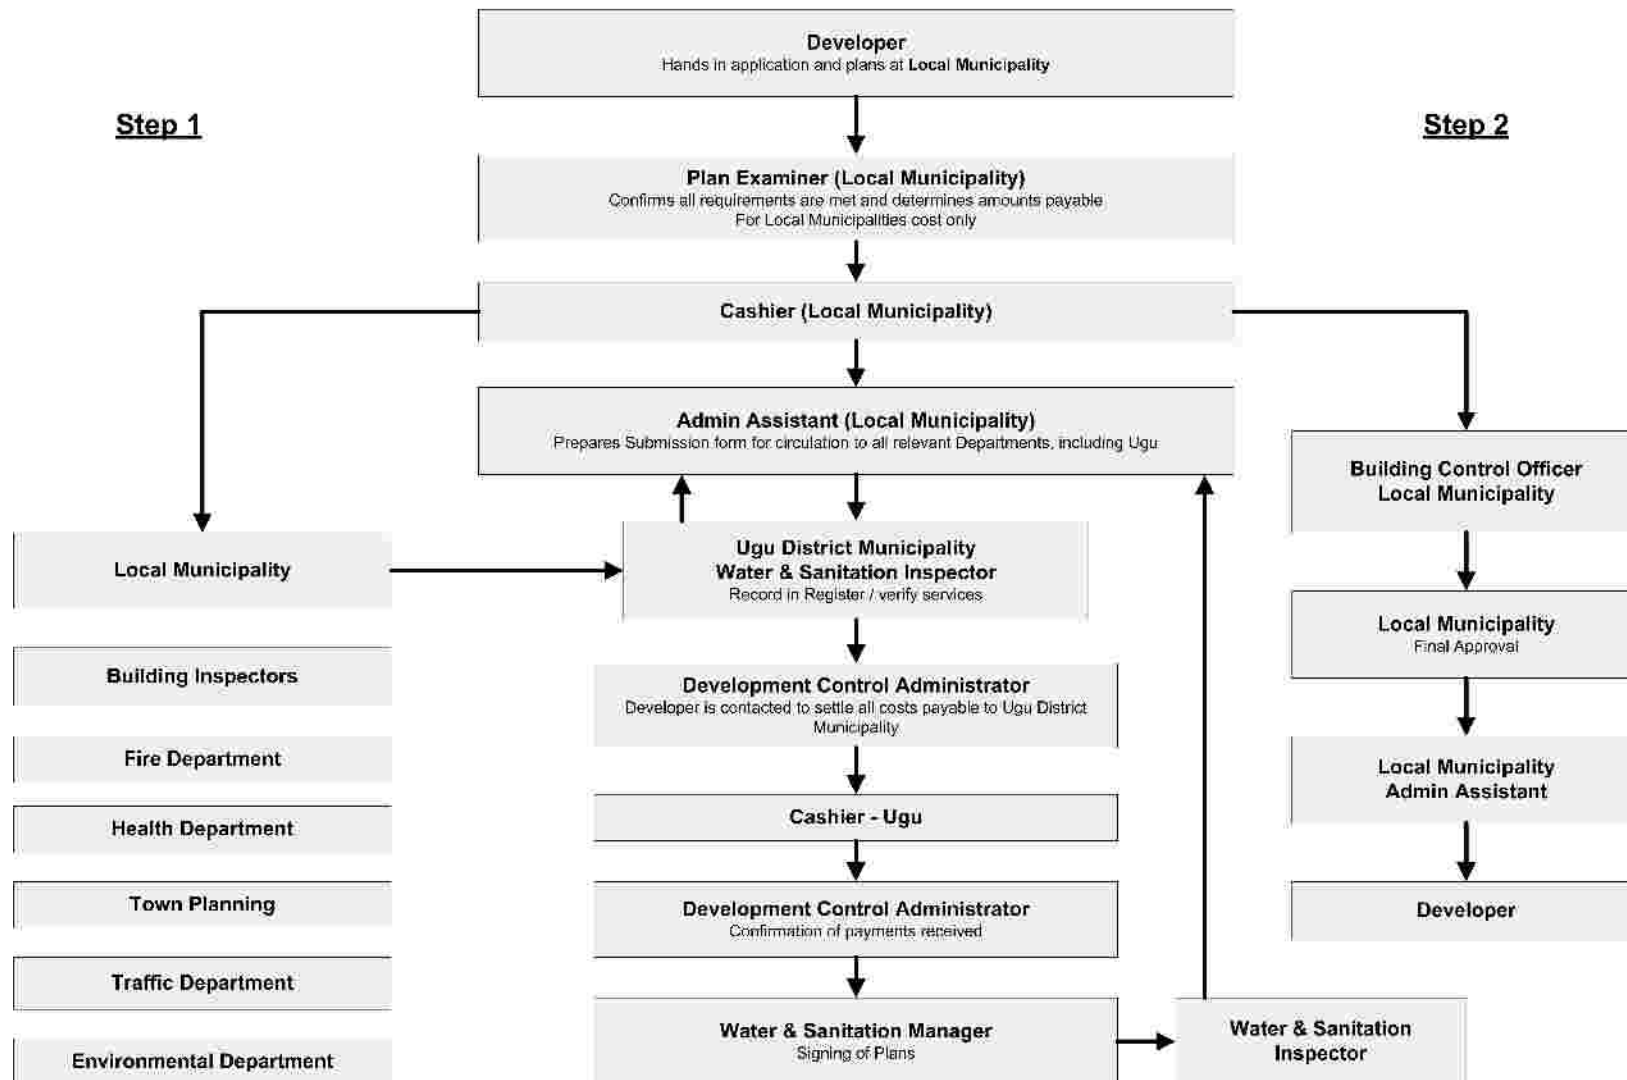 Developer
Hands in application and plans at Local Municipality
Step 1
Step 2
Plan Examiner (Local Municipality)
Confirms all requirements are met and determines amounts payable
For Local Municipalities cost only
Cashier (Local Municipality)
Admin Assistant (Local Municipality)
Prepares Submission form for circulation to all relevant Departments, including Ugu
Local Municipality
Building Inspectors
Fire Department
Health Department
Town Planning
Traffic Department
Environmental Department
Ugu District Municipality
Water & Sanitation Inspector
Record in Register / verify services
Development Control Administrator
Developer is contacted to settle all costs payable to Ugu District
Municipality
Cashier - Ugu
Development Control Administrator
Confirmation of payments received
Water & Sanitation Manager
Signing of Plans
Water & Sanitation
Inspector
Building Control Officer
Local Municipality
Local Municipality
Final Approval
Local Municipality
Admin Assistant
Developer